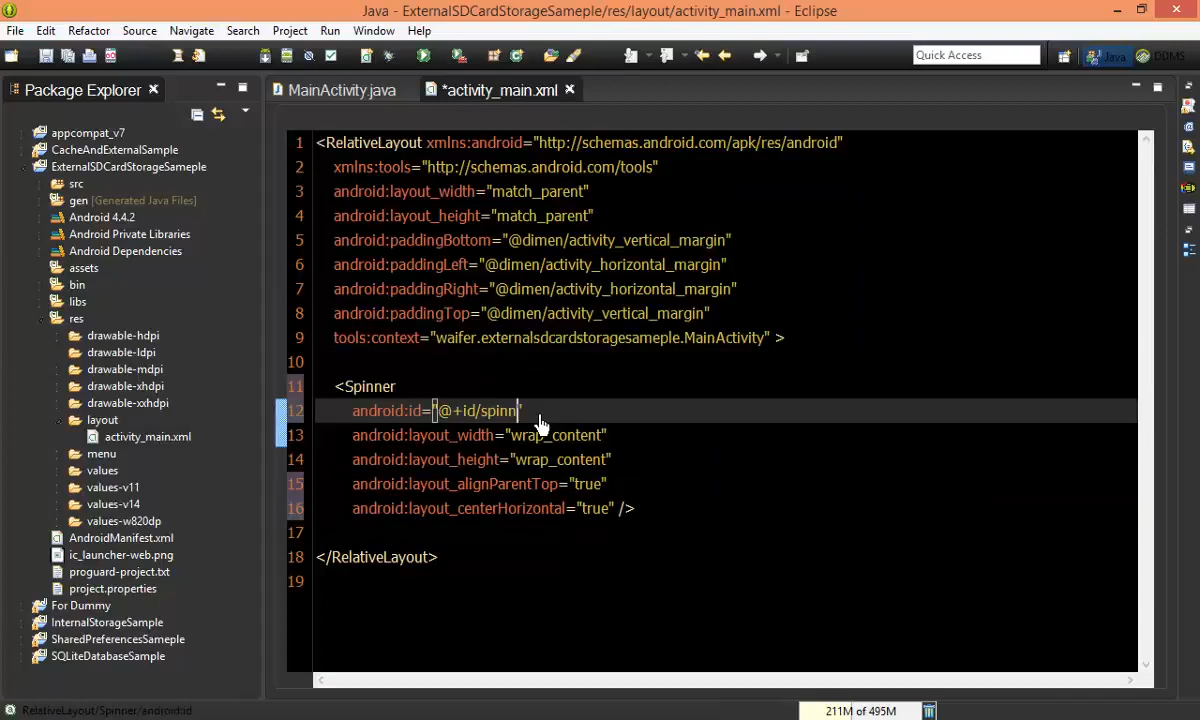 Java - ExternalSDCardStorageSameple/res/layout/activity_main.xml - Eclipse
File Edit Refactor Source Navigate Search Project Run Window Help
Quick Access
Java
DDMS
Package Explorer
MainActivity.java
*activity_main.xml
appcompat_v7
CacheAndExternalSample
ExternalSDCardStorageSameple
src
gen [Generated Java Files]
Android 4.4.2
Android Private Libraries
Android Dependencies
assets
bin
libs
res
drawable-hdpi
drawable-ldpi
drawable-mdpi
drawable-xhdpi
drawable-xxhdpi
layout
activity_main.xml
menu
values
values-v11
values-v14
values-w820dp
AndroidManifest.xml
ic_launcher-web.png
proguard-project.txt
project.properties
For Dummy
InternalStorageSample
SharedPreferencesSameple
SQLiteDatabaseSample
1 <RelativeLayout xmlns:android="http://schemas.android.com/apk/res/android"
2 xmlns:tools="http://schemas.android.com/tools"
3 android:layout_width="match_parent"
4 android:layout_height="match_parent"
5 android:paddingBottom="@dimen/activity_vertical_margin"
6 android:paddingLeft="@dimen/activity_horizontal_margin"
7 android:paddingRight="@dimen/activity_horizontal_margin"
8 android:paddingTop="@dimen/activity_vertical_margin"
9 tools:context="waifer.externalsdcardstoragesameple.MainActivity" >
10
11 <Spinner
12 android:id="@+id/spinn"
13 android:layout_width="wrap_content"
14 android:layout_height="wrap_content"
15 android:layout_alignParentTop="true"
16 android:layout_centerHorizontal="true" />
17
18 </RelativeLayout>
19
RelativeLayout/Spinner/android:id
211M of 495M